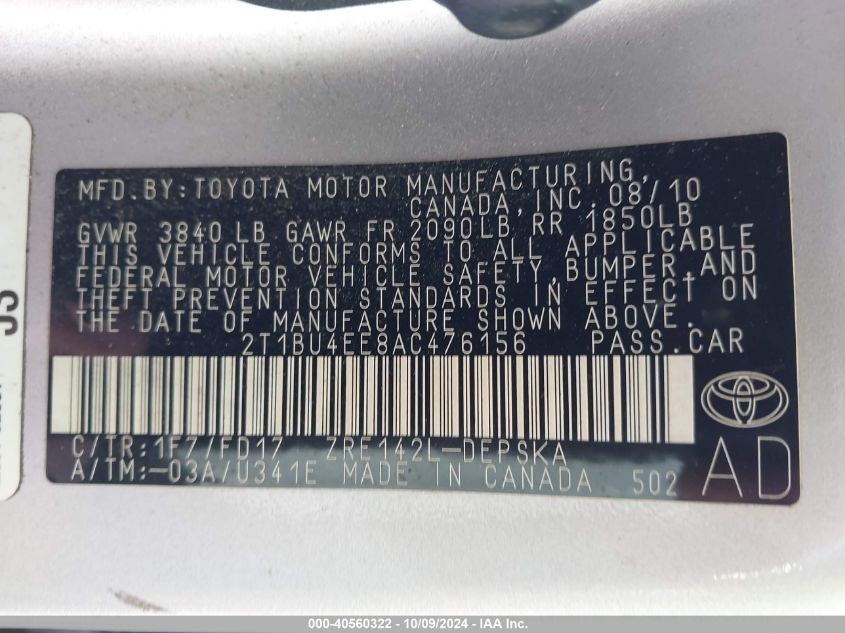 MFD.BY:TOYOTA MOTOR MANUFACTURING,
CANADA,INC. 08/10
GVWR 3840 LB GAWR FR 2090LB RR 1850LB
THIS VEHICLE CONFORMS TO ALL APPLICABLE
FEDERAL MOTOR VEHICLE SAFETY,BUMPER,AND
THEFT PREVENTION STANDARDS IN EFFECT ON
THE DATE OF MANUFACTURE SHOWN ABOVE.
2T1BU4EE8AC476156 PASS.CAR
C/TR:1F7/FD17 ZRE142L-DEPSKA
A/TM:-03A/U341E MADE IN CANADA 502
AD
000-40560322 - 10/09/2024 - IAA Inc.